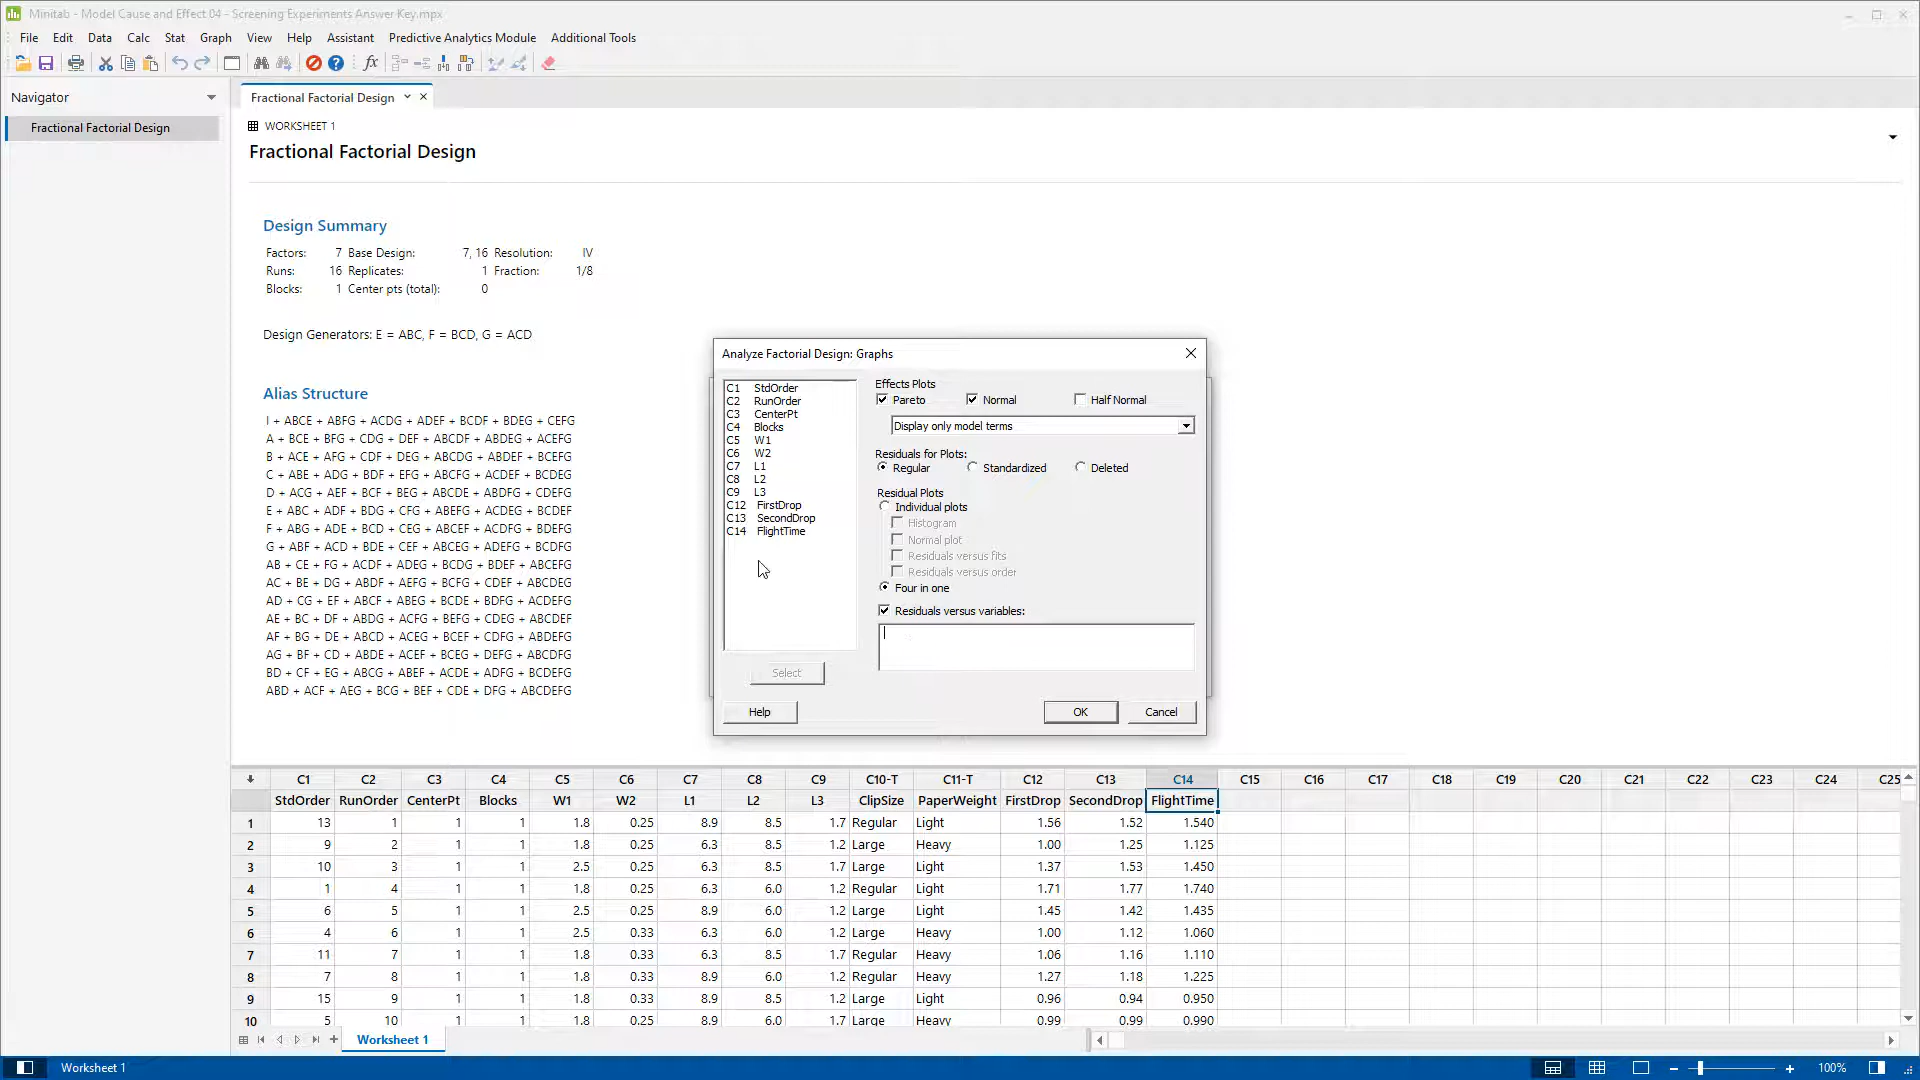 Minitab - Model Cause and Effect 04 - Screening Experiments Answer Key.mpx
File Edit Data Calc Stat Graph View Help Assistant Predictive Analytics Module Additional Tools
Navigator
Fractional Factorial Design
Fractional Factorial Design
WORKSHEET 1
Fractional Factorial Design
Design Summary
Factors: 7 Base Design: 7, 16 Resolution: IV
Runs: 16 Replicates: 1 Fraction: 1/8
Blocks: 1 Center pts (total): 0
Design Generators: E = ABC, F = BCD, G = ACD
Alias Structure
I + ABCE + ABFG + ACDG + ADEF + BCDF + BDEG + CEFG
A + BCE + BFG + CDG + DEF + ABCDF + ABDEG + ACEFG
B + ACE + AFG + CDF + DEG + ABCDG + ABDEF + BCEFG
C + ABE + ADG + BDF + EFG + ABCFG + ACDEF + BCDEG
D + ACG + AEF + BCF + BEG + ABCDE + ABDFG + CDEFG
E + ABC + ADF + BDG + CFG + ABEFG + ACDEG + BCDEF
F + ABG + ADE + BCD + CEG + ABCEF + ACDFG + BDEFG
G + ABF + ACD + BDE + CEF + ABCEG + ADEFG + BCDFG
AB + CE + FG + ACDF + ADEG + BCDG + BDEF + ABCEFG
AC + BE + DG + ABDF + AEFG + BCFG + CDEF + ABCDEG
AD + CG + EF + ABCF + ABEG + BCDE + BDFG + ACDEFG
AE + BC + DF + ABDG + ACFG + BEFG + CDEG + ABCDEF
AF + BG + DE + ABCD + ACEG + BCEF + CDFG + ABDEFG
AG + BF + CD + ABDE + ACEF + BCEG + DEFG + ABCDFG
BD + CF + EG + ABCG + ABEF + ACDE + ADFG + BCDEFG
ABD + ACF + AEG + BCG + BEF + CDE + DFG + ABCDEFG
Analyze Factorial Design: Graphs
C1 StdOrder
C2 RunOrder
C3 CenterPt
C4 Blocks
C5 W1
C6 W2
C7 L1
C8 L2
C9 L3
C12 FirstDrop
C13 SecondDrop
C14 FlightTime
Select
Help
Effects Plots
Pareto Normal Half Normal
Display only model terms
Residuals for Plots:
Regular Standardized Deleted
Residual Plots
Individual plots
Histogram
Normal plot
Residuals versus fits
Residuals versus order
Four in one
Residuals versus variables:
OK Cancel
C1 C2 C3 C4 C5 C6 C7 C8 C9 C10-T C11-T C12 C13 C14 C15 C16 C17 C18 C19 C20 C21 C22 C23 C24 C25
StdOrder RunOrder CenterPt Blocks W1 W2 L1 L2 L3 ClipSize PaperWeight FirstDrop SecondDrop FlightTime
1 13 1 1 1 1.8 0.25 8.9 8.5 1.7 Regular Light 1.56 1.52 1.540
2 9 2 1 1 1.8 0.25 6.3 8.5 1.2 Large Heavy 1.00 1.25 1.125
3 10 3 1 1 2.5 0.25 6.3 8.5 1.7 Large Light 1.37 1.53 1.450
4 1 4 1 1 1.8 0.25 6.3 6.0 1.2 Regular Light 1.71 1.77 1.740
5 6 5 1 1 2.5 0.25 8.9 6.0 1.2 Large Light 1.45 1.42 1.435
6 4 6 1 1 2.5 0.33 6.3 6.0 1.2 Large Heavy 1.00 1.12 1.060
7 11 7 1 1 1.8 0.33 6.3 8.5 1.7 Regular Heavy 1.06 1.16 1.110
8 7 8 1 1 1.8 0.33 8.9 6.0 1.2 Regular Heavy 1.27 1.18 1.225
9 15 9 1 1 1.8 0.33 8.9 8.5 1.2 Large Light 0.96 0.94 0.950
10 5 10 1 1 1.8 0.25 8.9 6.0 1.7 Large Heavy 0.99 0.99 0.990
Worksheet 1
Worksheet 1
100%